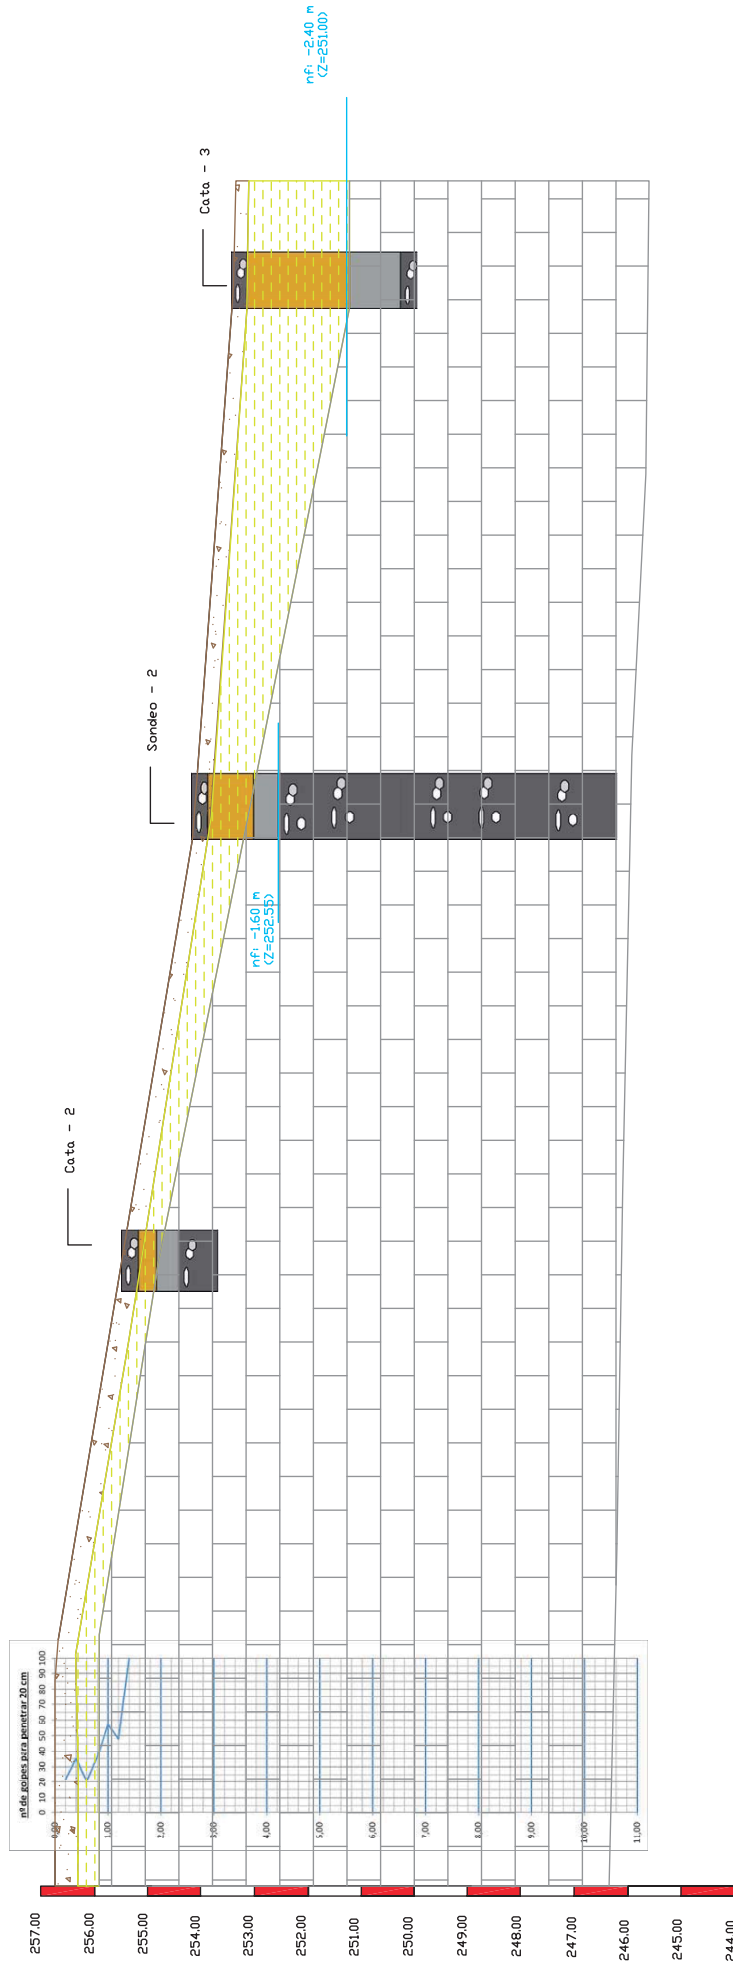 nf: -2.40 m
(Z=251.00)
Cata - 3
Sondeo - 2
nf: -1.60 m
(Z=252.55)
Cata - 2
nº de golpes para penetrar 20 cm
0 10 20 30 40 50 60 70 80 90 100
0,00
1,00
2,00
3,00
4,00
5,00
6,00
7,00
8,00
9,00
10,00
11,00
257.00
256.00
255.00
254.00
253.00
252.00
251.00
250.00
249.00
248.00
247.00
246.00
245.00
244.00